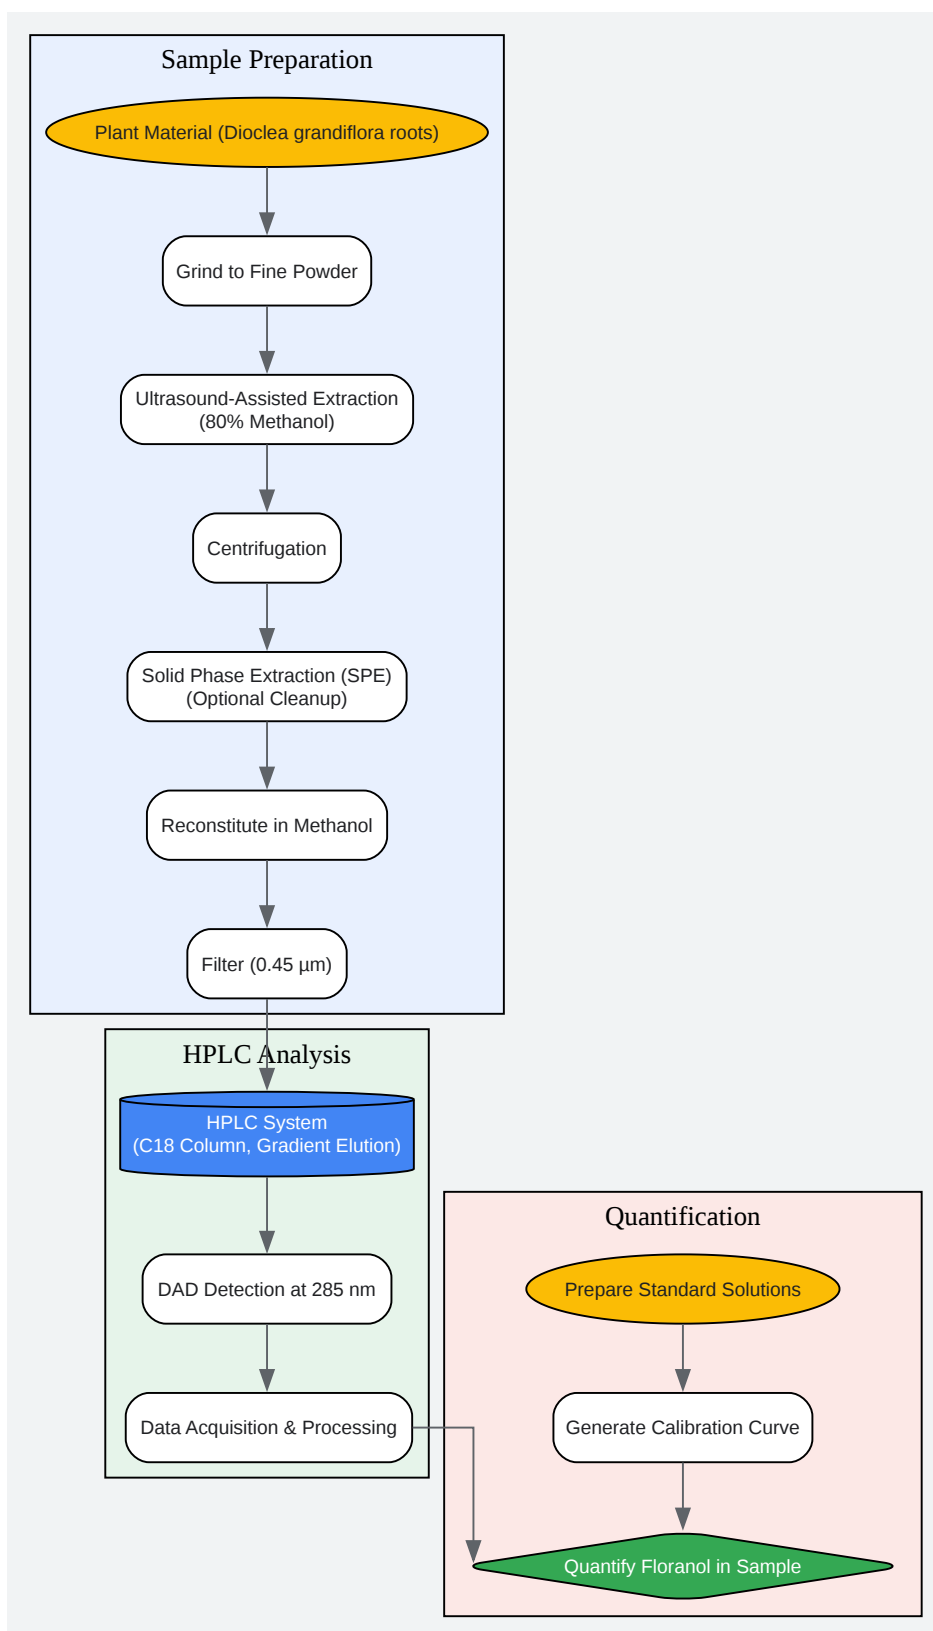 Sample Preparation
Plant Material (Dioclea grandiflora roots)
Grind to Fine Powder
Ultrasound-Assisted Extraction
(80% Methanol)
Centrifugation
Solid Phase Extraction (SPE)
(Optional Cleanup)
Reconstitute in Methanol
Filter (0.45 µm)
HPLC Analysis
HPLC System
(C18 Column, Gradient Elution)
DAD Detection at 285 nm
Data Acquisition & Processing
Quantification
Prepare Standard Solutions
Generate Calibration Curve
Quantify Floranol in Sample